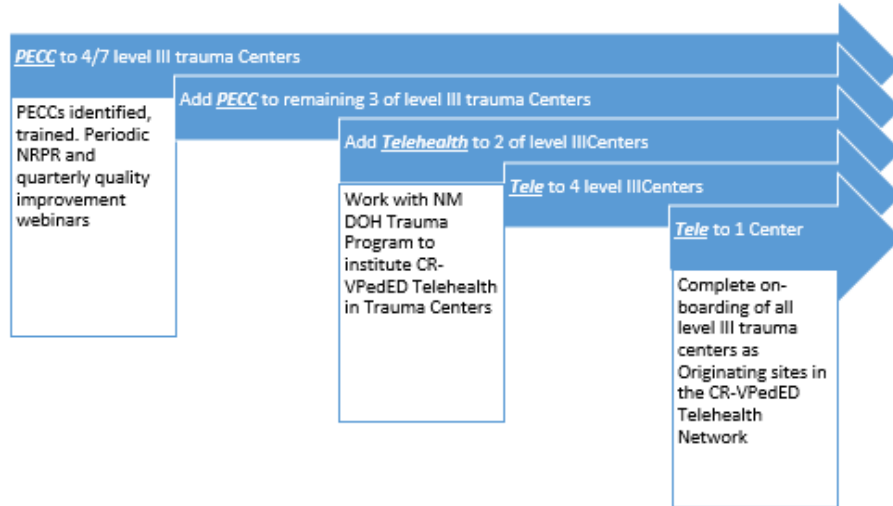 PECC to 4/7 level III trauma Centers
PECCs identified,
trained. Periodic
NRPR and
quarterly quality
improvement
webinars
Add PECC to remaining 3 of level III trauma Centers
Add Telehealth to 2 of level IIICenters
Work with NM
DOH Trauma
Program to
institute CR-
VPedED Telehealth
in Trauma Centers
Tele to 4 level IIICenters
Tele to 1 Center
Complete on-
boarding of all
level III trauma
centers as
Originating sites in
the CR-VPedED
Telehealth
Network